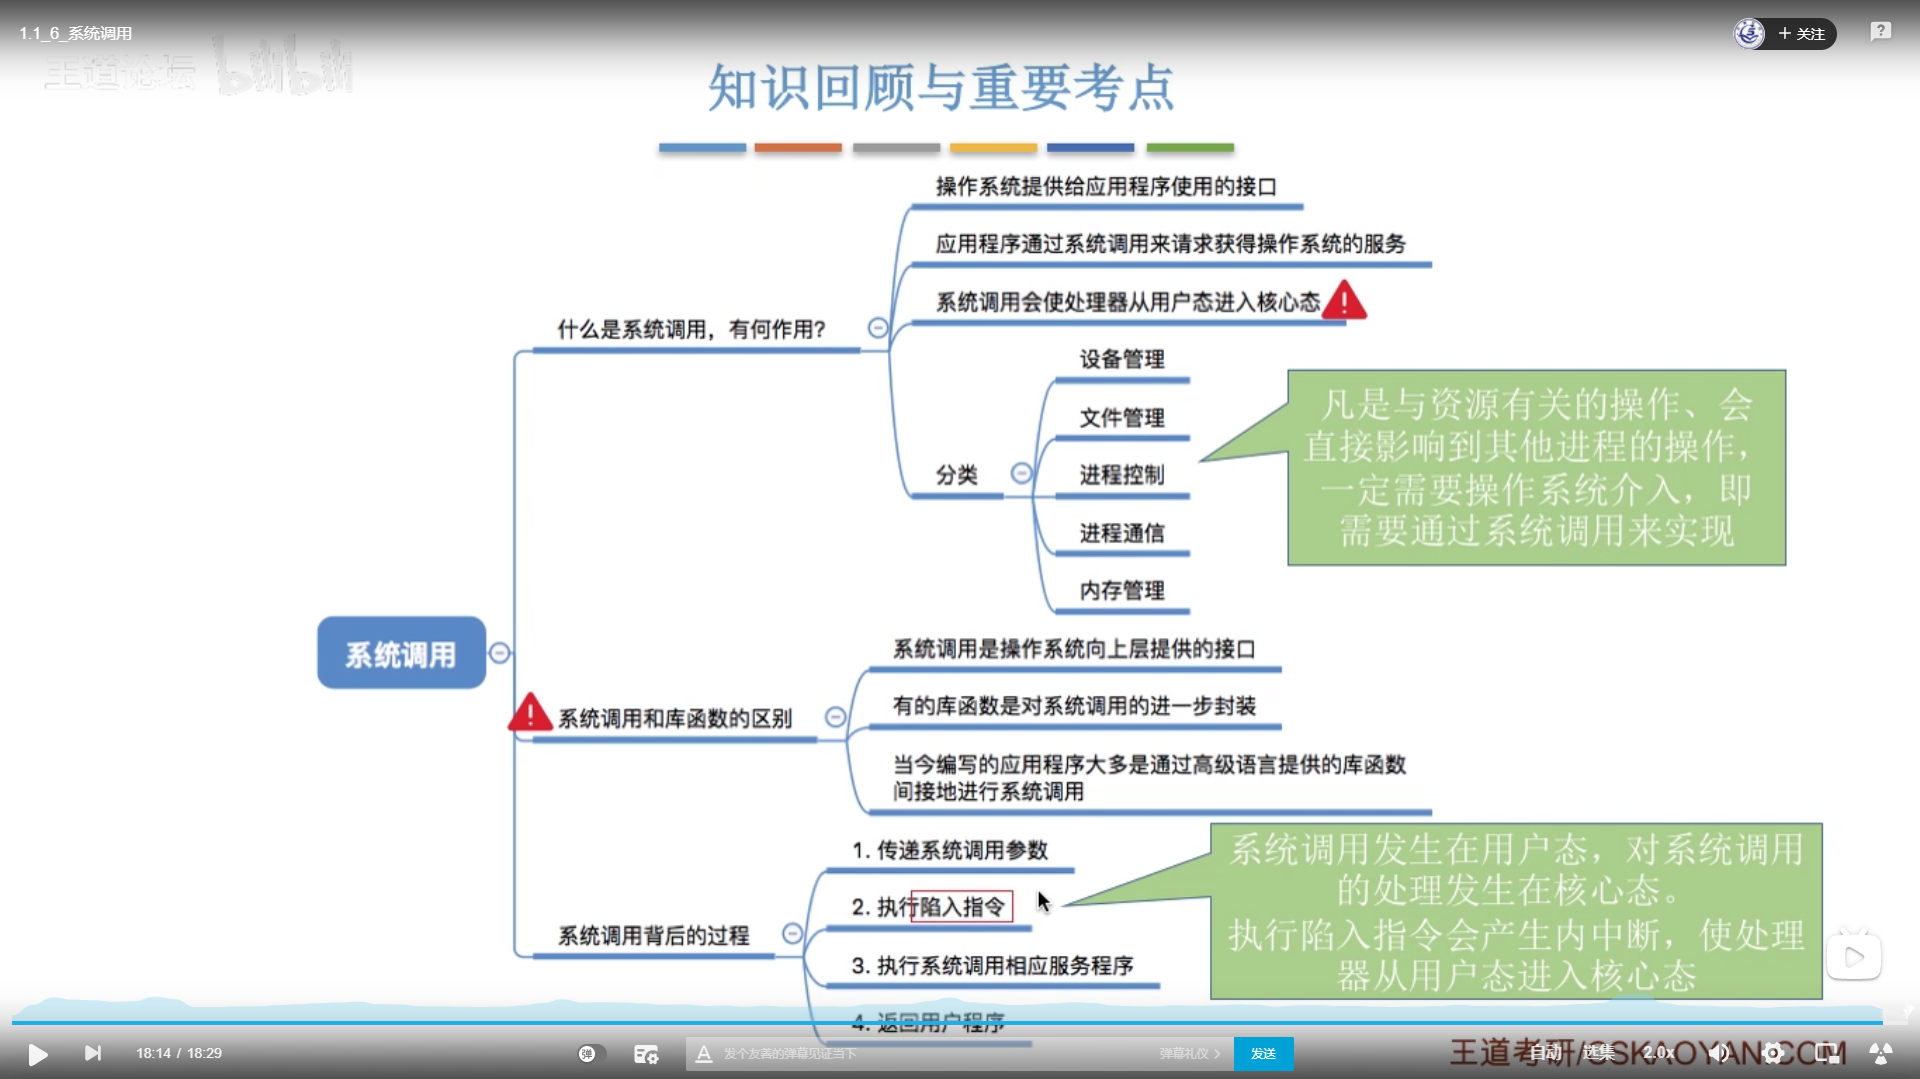 1.1_6_系统调用
+ 关注
王道论坛 bilibili
知识回顾与重要考点
操作系统提供给应用程序使用的接口
应用程序通过系统调用来请求获得操作系统的服务
系统调用会使处理器从用户态进入核心态
什么是系统调用，有何作用?
设备管理
文件管理
分类
进程控制
进程通信
内存管理
凡是与资源有关的操作、会
直接影响到其他进程的操作，
一定需要操作系统介入，即
需要通过系统调用来实现
系统调用
系统调用是操作系统向上层提供的接口
系统调用和库函数的区别
有的库函数是对系统调用的进一步封装
当今编写的应用程序大多是通过高级语言提供的库函数
间接地进行系统调用
1. 传递系统调用参数
2. 执行陷入指令
系统调用背后的过程
3. 执行系统调用相应服务程序
4. 返回用户程序
系统调用发生在用户态，对系统调用
的处理发生在核心态。
执行陷入指令会产生内中断，使处理
器从用户态进入核心态
18:14 / 18:29
弹
发个友善的弹幕见证当下
弹幕礼仪 >
发送
王道考研/CSKAOYAN.COM
自动
选集
2.0x